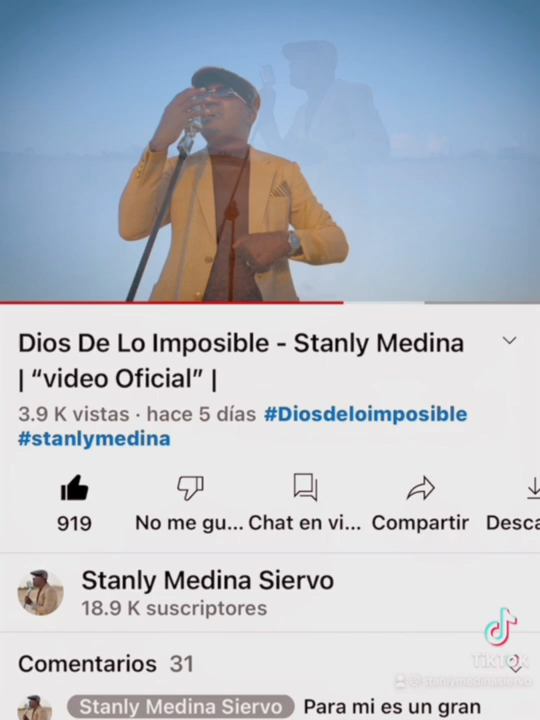 Dios De Lo Imposible - Stanly Medina
| “video Oficial” |
3.9 K vistas · hace 5 días #Diosdeloimposible
#stanlymedina
919
No me gu... Chat en vi... Compartir Desca
Stanly Medina Siervo
18.9 K suscriptores
TikTok
Comentarios 31
@stanlymedinasiervo
Stanly Medina Siervo Para mi es un gran